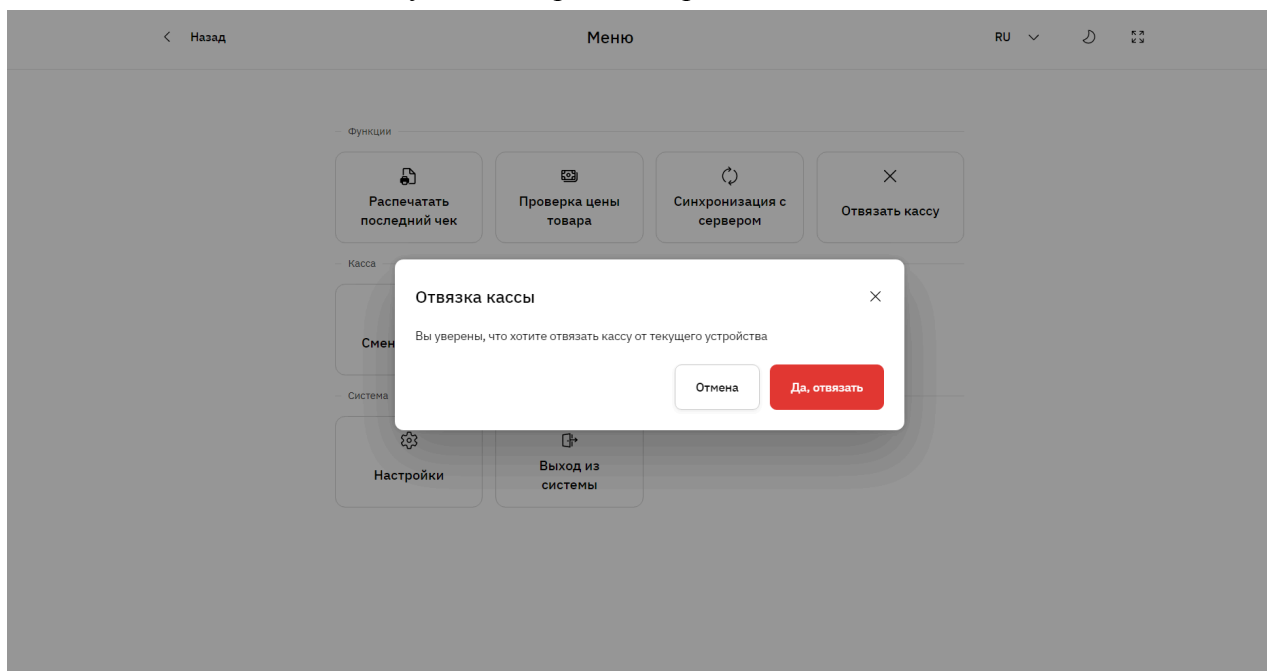 Назад
Меню
RU
Функции
Распечатать
последний чек
Проверка цены
товара
Синхронизация с
сервером
Отвязать кассу
Касса
Смен
Отвязка кассы
Вы уверены, что хотите отвязать кассу от текущего устройства
Отмена
Да, отвязать
Система
Настройки
Выход из
системы